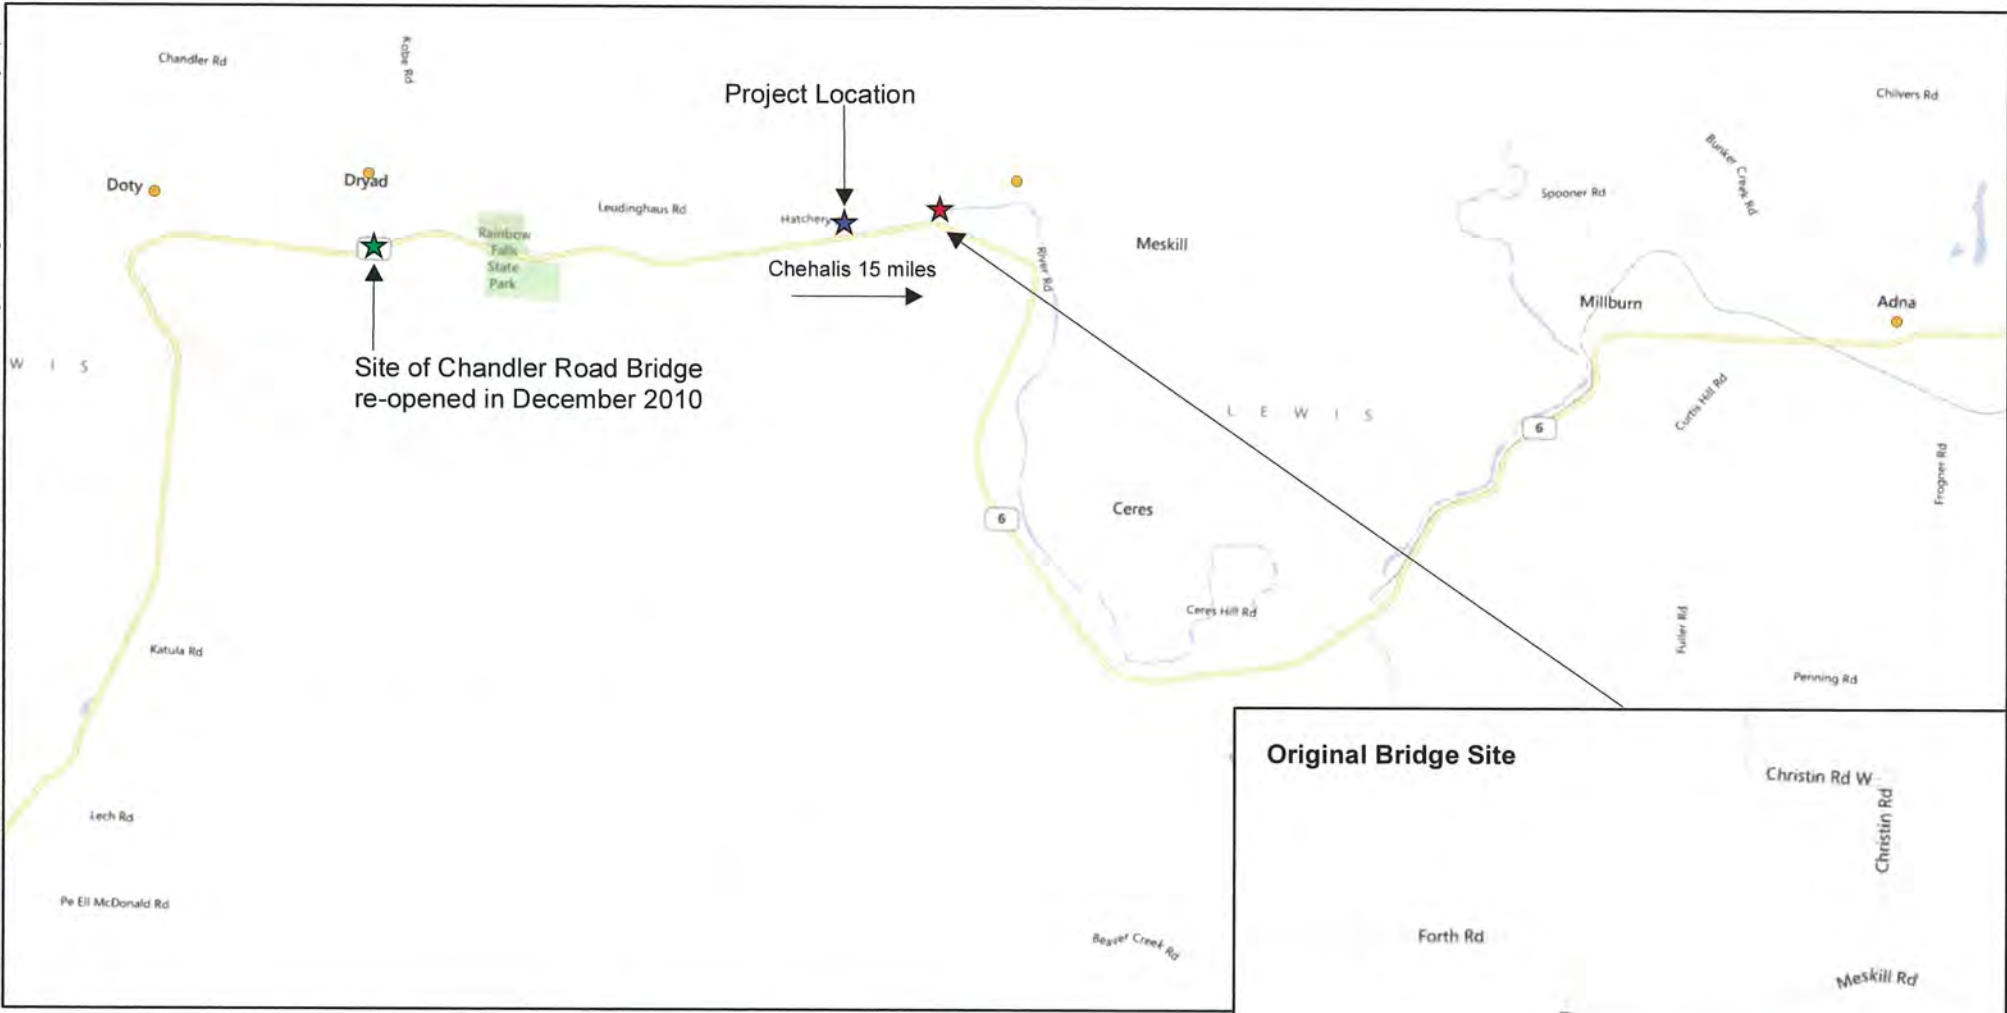 Chandler Rd
Kobe Rd
Project Location
Chilvers Rd
Bunker Creek Rd
Doty
Dryad
Leudinghaus Rd
Hatchery
Spooner Rd
Rainbow
Falls
State
Park
Meskill
River Rd
Chehalis 15 miles
Millburn
Adna
Site of Chandler Road Bridge
re-opened in December 2010
W I S
L E W I S
Curtis Hill Rd
6
Frogner Rd
6
Ceres
Ceres Hill Rd
Fuller Rd
Katula Rd
Penning Rd
Original Bridge Site
Christin Rd W
Christin Rd
Lech Rd
Pe Ell McDonald Rd
Beaver Creek Rd
Forth Rd
Meskill Rd